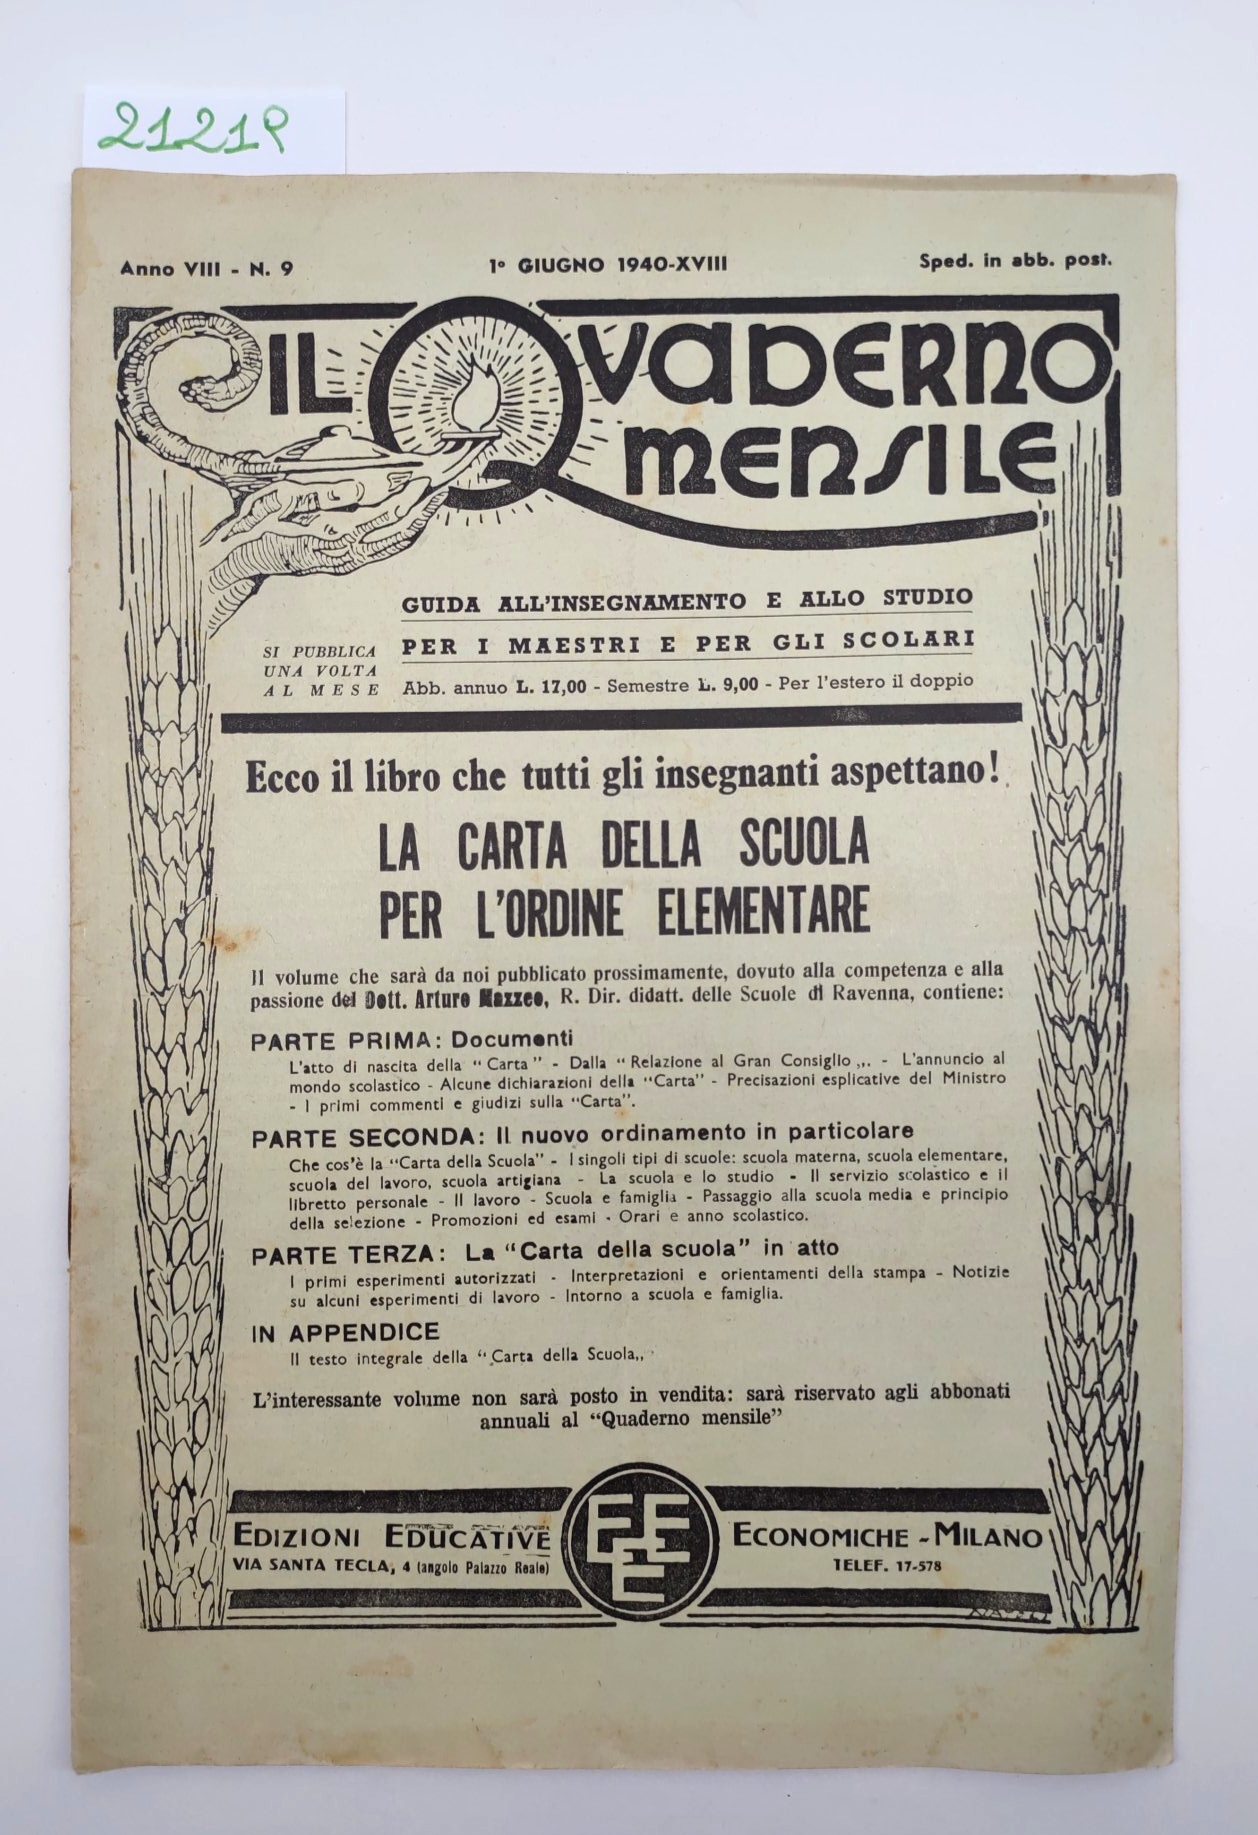 21219
Anno VIII - N. 9
1° GIUGNO 1940-XVIII
Sped. in abb. post.
IL QVADERNO
MENSILE
GUIDA ALL'INSEGNAMENTO E ALLO STUDIO
PER I MAESTRI E PER GLI SCOLARI
SI PUBBLICA
UNA VOLTA
AL MESE
Abb. annuo L. 17,00 - Semestre L. 9,00 - Per l'estero il doppio
Ecco il libro che tutti gli insegnanti aspettano!
LA CARTA DELLA SCUOLA
PER L'ORDINE ELEMENTARE
Il volume che sarà da noi pubblicato prossimamente, dovuto alla competenza e alla
passione del Dott. Arturo Mazzeo, R. Dir. didatt. delle Scuole di Ravenna, contiene:
PARTE PRIMA: Documenti
L'atto di nascita della "Carta" - Dalla "Relazione al Gran Consiglio,,. - L'annuncio al
mondo scolastico - Alcune dichiarazioni della "Carta" - Precisazioni esplicative del Ministro
- I primi commenti e giudizi sulla "Carta".
PARTE SECONDA: Il nuovo ordinamento in particolare
Che cos'è la "Carta della Scuola" - I singoli tipi di scuole: scuola materna, scuola elementare,
scuola del lavoro, scuola artigiana - La scuola e lo studio - Il servizio scolastico e il
libretto personale - Il lavoro - Scuola e famiglia - Passaggio alla scuola media e principio
della selezione - Promozioni ed esami - Orari e anno scolastico.
PARTE TERZA: La "Carta della scuola" in atto
I primi esperimenti autorizzati - Interpretazioni e orientamenti della stampa - Notizie
su alcuni esperimenti di lavoro - Intorno a scuola e famiglia.
IN APPENDICE
Il testo integrale della "Carta della Scuola,,
L'interessante volume non sarà posto in vendita: sarà riservato agli abbonati
annuali al "Quaderno mensile"
EDIZIONI EDUCATIVE
VIA SANTA TECLA, 4 (angolo Palazzo Reale)
EEE
ECONOMICHE - MILANO
TELEF. 17-578